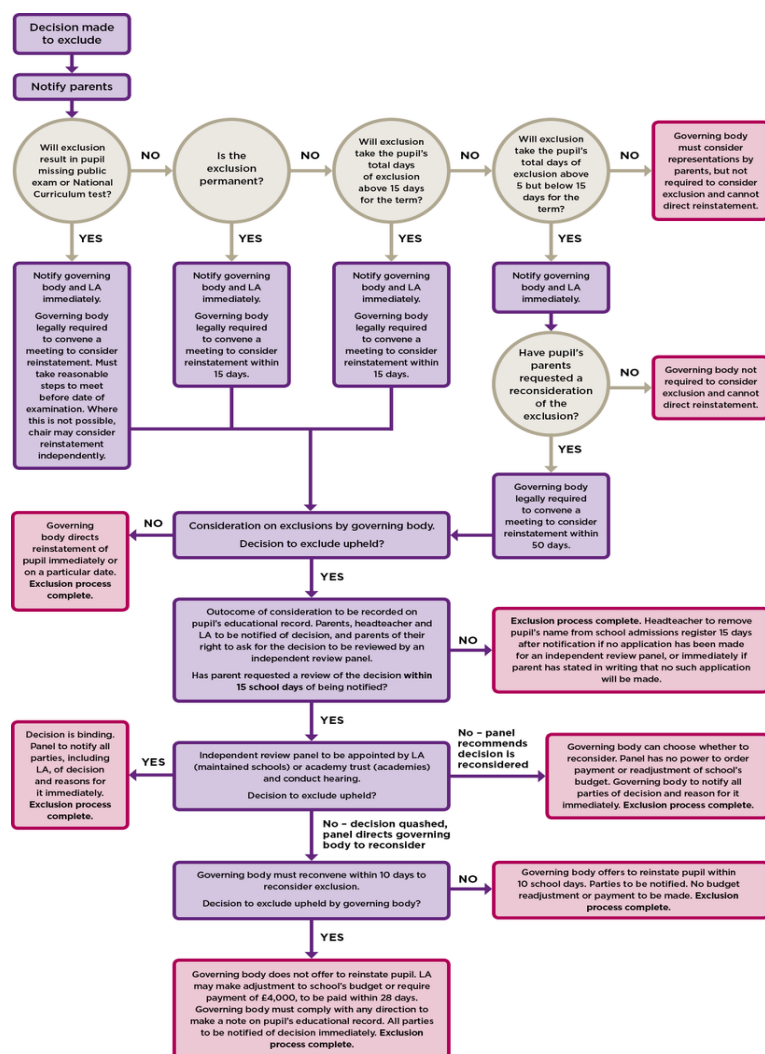 Decision made
to exclude
Notify parents
Will exclusion
result in pupil
missing public
exam or National
Curriculum test?
NO
Is the
exclusion
permanent?
NO
Will exclusion
take the pupil's
total days
of exclusion
above 15 days
for the term?
NO
Will exclusion
take the pupil's
total days of
exclusion above
5 but below 15
days for the
term?
NO
Governing body
must consider
representations by
parents, but not
required to consider
exclusion and cannot
direct reinstatement.
YES
YES
YES
YES
Notify governing
body and LA
immediately.
Governing body
legally required
to convene a
meeting to consider
reinstatement. Must
take reasonable
steps to meet
before date of
examination. Where
this is not possible,
chair may consider
reinstatement
independently.
Notify governing
body and LA
immediately.
Governing body
legally required
to convene a
meeting to consider
reinstatement within
15 days.
Notify governing
body and LA
immediately.
Governing body
legally required
to convene a
meeting to consider
reinstatement within
15 days.
Notify governing
body and LA
immediately.
Have pupil's
parents
requested a
reconsideration
of the
exclusion?
NO
Governing body not
required to consider
exclusion and cannot
direct reinstatement.
YES
Governing body
legally required
to convene a
meeting to consider
reinstatement within
50 days.
Consideration on exclusions by governing body.
Decision to exclude upheld?
NO
Governing
body directs
reinstatement of
pupil immediately or
on a particular date.
Exclusion process
complete.
YES
Outocome of consideration to be recorded on
pupil's educational record. Parents, headteacher
and LA to be notified of decision, and parents of their
right to ask for the decision to be reviewed by an
independent review panel.
Has parent requested a review of the decision within
15 school days of being notified?
NO
Exclusion process complete. Headteacher to remove
pupil's name from school admissions register 15 days
after notification if no application has been made
for an independent review panel, or immediately if
parent has stated in writing that no such application
will be made.
YES
Independent review panel to be appointed by LA
(maintained schools) or academy trust (academies)
and conduct hearing.
Decision to exclude upheld?
YES
Decision is binding.
Panel to notify all
parties, including
LA, of decision
and reasons for
it immediately.
Exclusion process
complete.
No – panel
recommends
decision is
reconsidered
Governing body can choose whether to
reconsider. Panel has no power to order
payment or readjustment of school's
budget. Governing body to notify all
parties of decision and reason for it
immediately. Exclusion process complete.
No – decision quashed,
panel directs governing
body to reconsider
Governing body must reconvene within 10 days to
reconsider exclusion.
Decision to exclude upheld by governing body?
NO
Governing body offers to reinstate pupil within
10 school days. Parties to be notified. No budget
readjustment or payment to be made. Exclusion
process complete.
YES
Governing body does not offer to reinstate pupil. LA
may make adjustment to school's budget or require
payment of £4,000, to be paid within 28 days.
Governing body must comply with any direction to
make a note on pupil's educational record. All parties
to be notified of decision immediately. Exclusion
process complete.